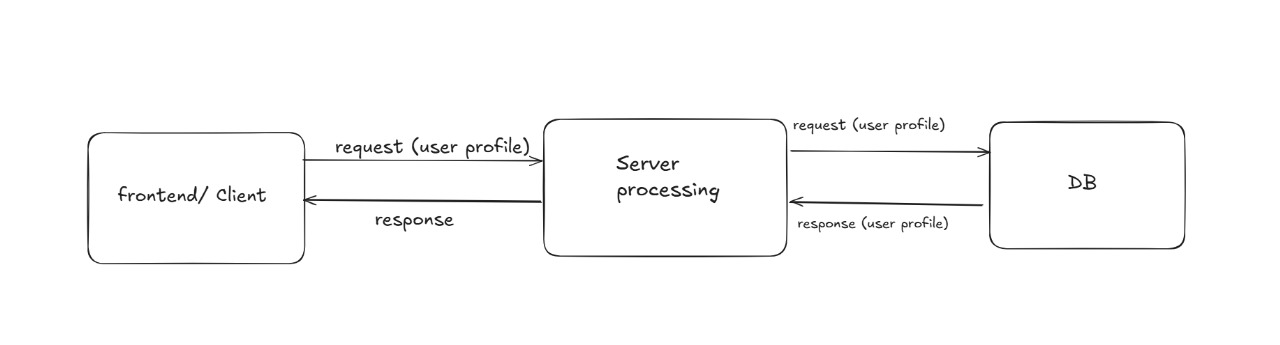 request (user profile)
frontend/ Client
response
Server
processing
request (user profile)
response (user profile)
DB